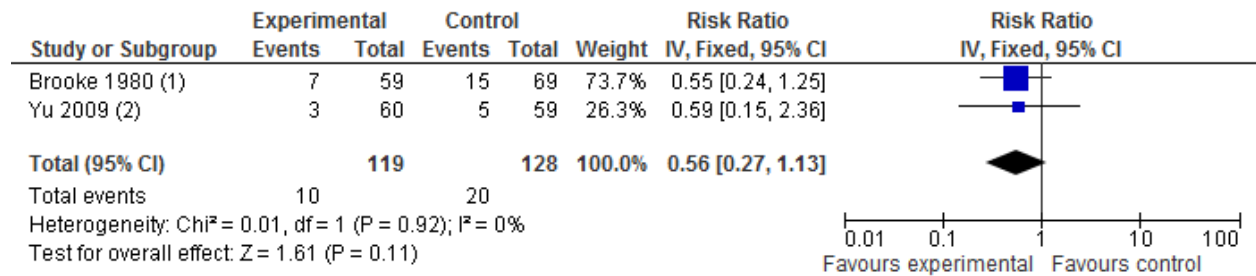 Experimental Control Risk Ratio Risk Ratio
Study or Subgroup Events Total Events Total Weight IV, Fixed, 95% CI IV, Fixed, 95% CI
Brooke 1980 (1) 7 59 15 69 73.7% 0.55 [0.24, 1.25]
Yu 2009 (2) 3 60 5 59 26.3% 0.59 [0.15, 2.36]
Total (95% CI) 119 128 100.0% 0.56 [0.27, 1.13]
Total events 10 20
Heterogeneity: Chi² = 0.01, df = 1 (P = 0.92); I² = 0%
Test for overall effect: Z = 1.61 (P = 0.11)
0.01 0.1 1 10 100
Favours experimental Favours control